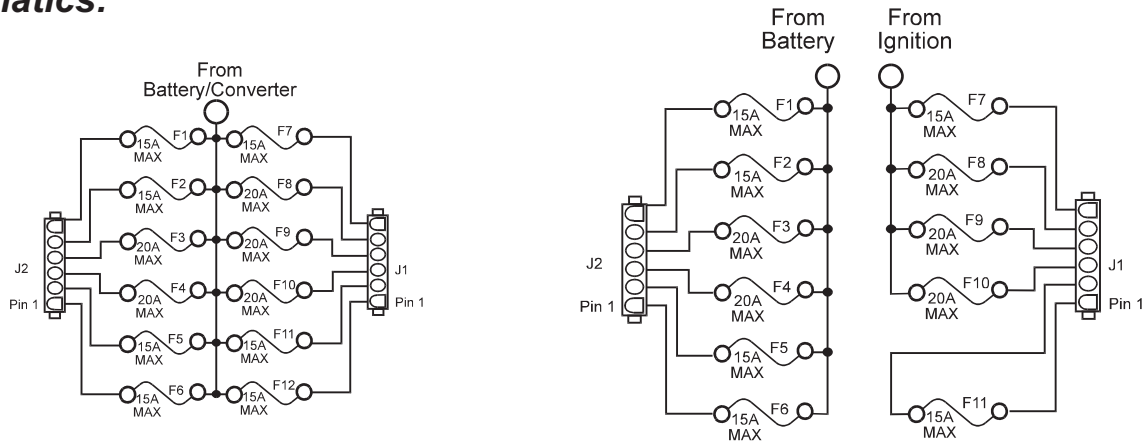 natics.
From
Battery/Converter
F1
15A
MAX
F7
15A
MAX
F2
15A
MAX
F8
20A
MAX
F3
20A
MAX
F9
20A
MAX
F4
20A
MAX
F10
20A
MAX
F5
15A
MAX
F11
15A
MAX
F6
15A
MAX
F12
15A
MAX
J2
Pin 1
J1
Pin 1
From
Battery
From
Ignition
F1
15A
MAX
F7
15A
MAX
F2
15A
MAX
F8
20A
MAX
F3
20A
MAX
F9
20A
MAX
F4
20A
MAX
F10
20A
MAX
F5
15A
MAX
F6
15A
MAX
F11
15A
MAX
J2
Pin 1
J1
Pin 1